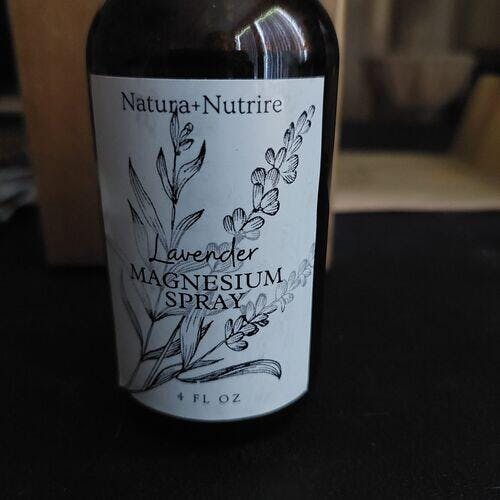 Natura+Nutrire
Lavender
MAGNESIUM
SPRAY
4 FL OZ